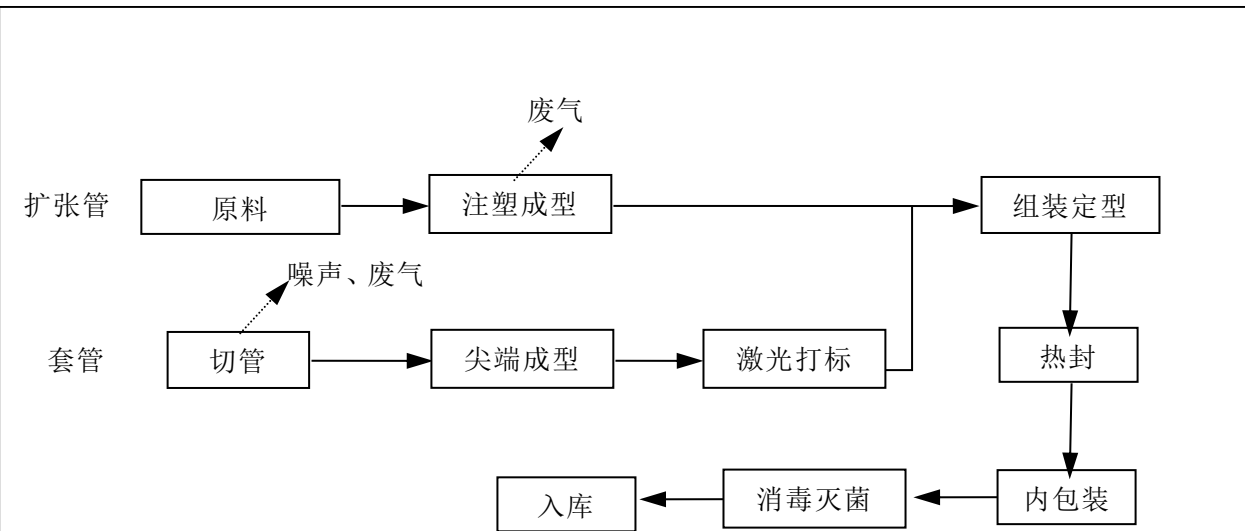 废气
扩张管 原料 注塑成型 组装定型
噪声、废气
套管 切管 尖端成型 激光打标 热封
入库 消毒灭菌 内包装